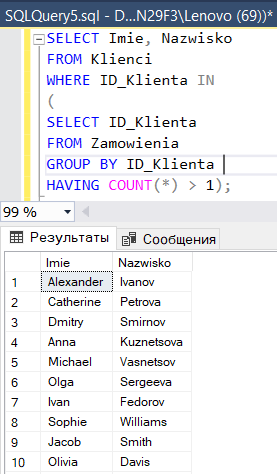 SQLQuery5.sql - D...N29F3\Lenovo (69))*
SELECT Imie, Nazwisko
FROM Klienci
WHERE ID_Klienta IN
(
SELECT ID_Klienta
FROM Zamowienia
GROUP BY ID_Klienta
HAVING COUNT(*) > 1);
99 %
Результаты Сообщения
Imie Nazwisko
1 Alexander Ivanov
2 Catherine Petrova
3 Dmitry Smirnov
4 Anna Kuznetsova
5 Michael Vasnetsov
6 Olga Sergeeva
7 Ivan Fedorov
8 Sophie Williams
9 Jacob Smith
10 Olivia Davis